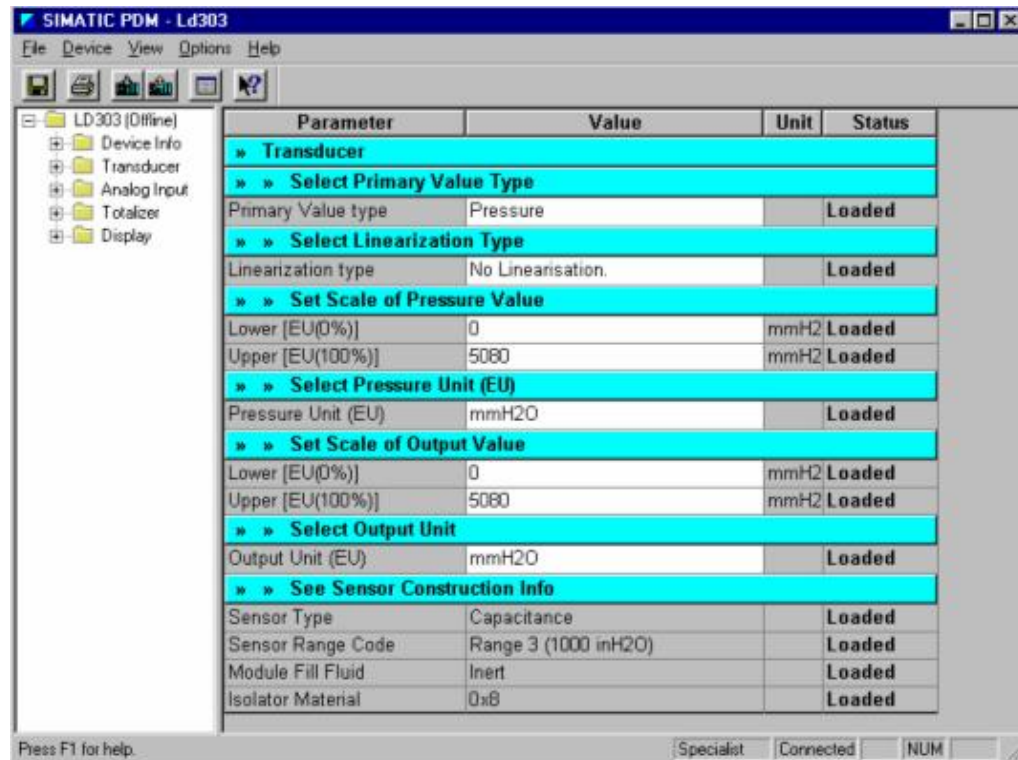 SIMATIC PDM - Ld303
File Device View Options Help
LD303 (Offline)
Device Info
Transducer
Analog Input
Totalizer
Display
Parameter Value Unit Status
» Transducer
» » Select Primary Value Type
Primary Value type Pressure Loaded
» » Select Linearization Type
Linearization type No Linearisation. Loaded
» » Set Scale of Pressure Value
Lower [EU(0%)] 0 mmH2 Loaded
Upper [EU(100%)] 5080 mmH2 Loaded
» » Select Pressure Unit (EU)
Pressure Unit (EU) mmH2O Loaded
» » Set Scale of Output Value
Lower [EU(0%)] 0 mmH2 Loaded
Upper [EU(100%)] 5080 mmH2 Loaded
» » Select Output Unit
Output Unit (EU) mmH2O Loaded
» » See Sensor Construction Info
Sensor Type Capacitance Loaded
Sensor Range Code Range 3 (1000 inH2O) Loaded
Module Fill Fluid Inert Loaded
Isolator Material 0x8 Loaded
Press F1 for help. Specialist Connected NUM